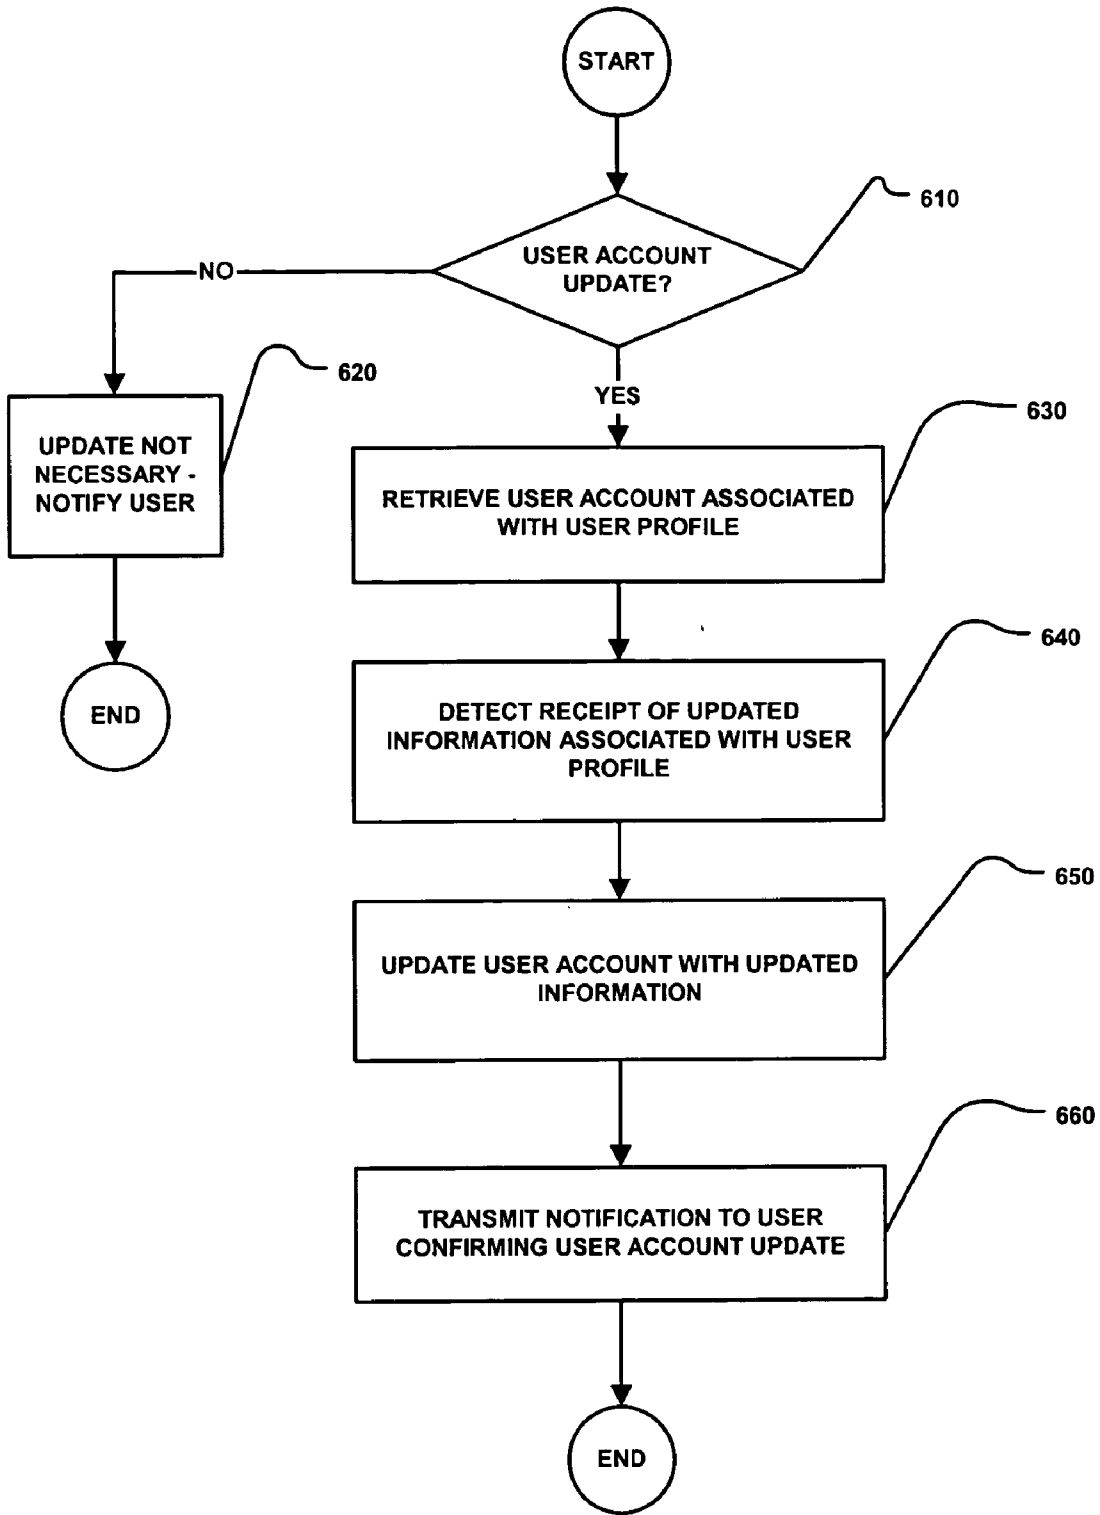 START
610
USER ACCOUNT
UPDATE?
NO
620
YES
630
UPDATE NOT
NECESSARY -
NOTIFY USER
RETRIEVE USER ACCOUNT ASSOCIATED
WITH USER PROFILE
640
END
DETECT RECEIPT OF UPDATED
INFORMATION ASSOCIATED WITH USER
PROFILE
650
UPDATE USER ACCOUNT WITH UPDATED
INFORMATION
660
TRANSMIT NOTIFICATION TO USER
CONFIRMING USER ACCOUNT UPDATE
END